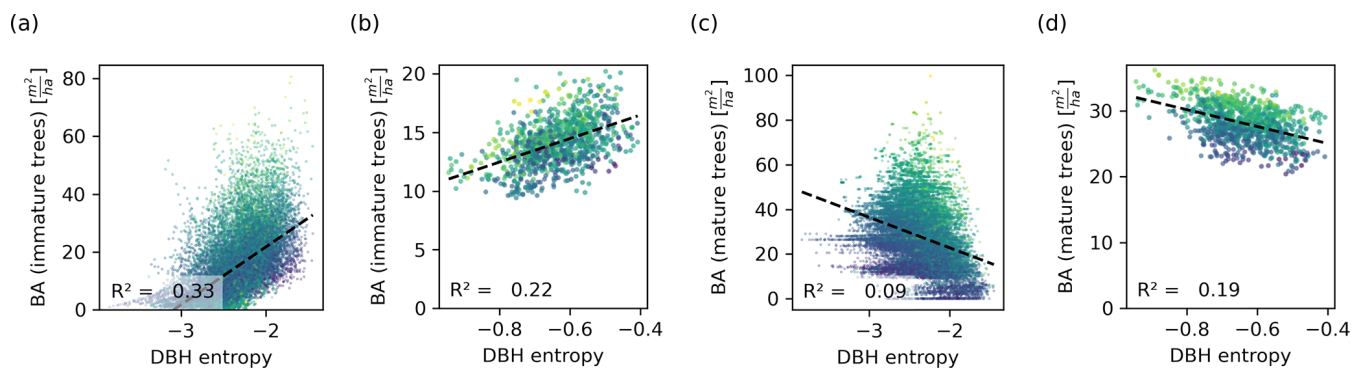 (a)
BA (immature trees) [m²/ha]
80
60
40
20
0
R² = 0.33
−3
−2
DBH entropy
(b)
BA (immature trees) [m²/ha]
20
15
10
5
0
R² = 0.22
−0.8
−0.6
−0.4
DBH entropy
(c)
BA (mature trees) [m²/ha]
100
80
60
40
20
0
R² = 0.09
−3
−2
DBH entropy
(d)
BA (mature trees) [m²/ha]
30
20
10
0
R² = 0.19
−0.8
−0.6
−0.4
DBH entropy